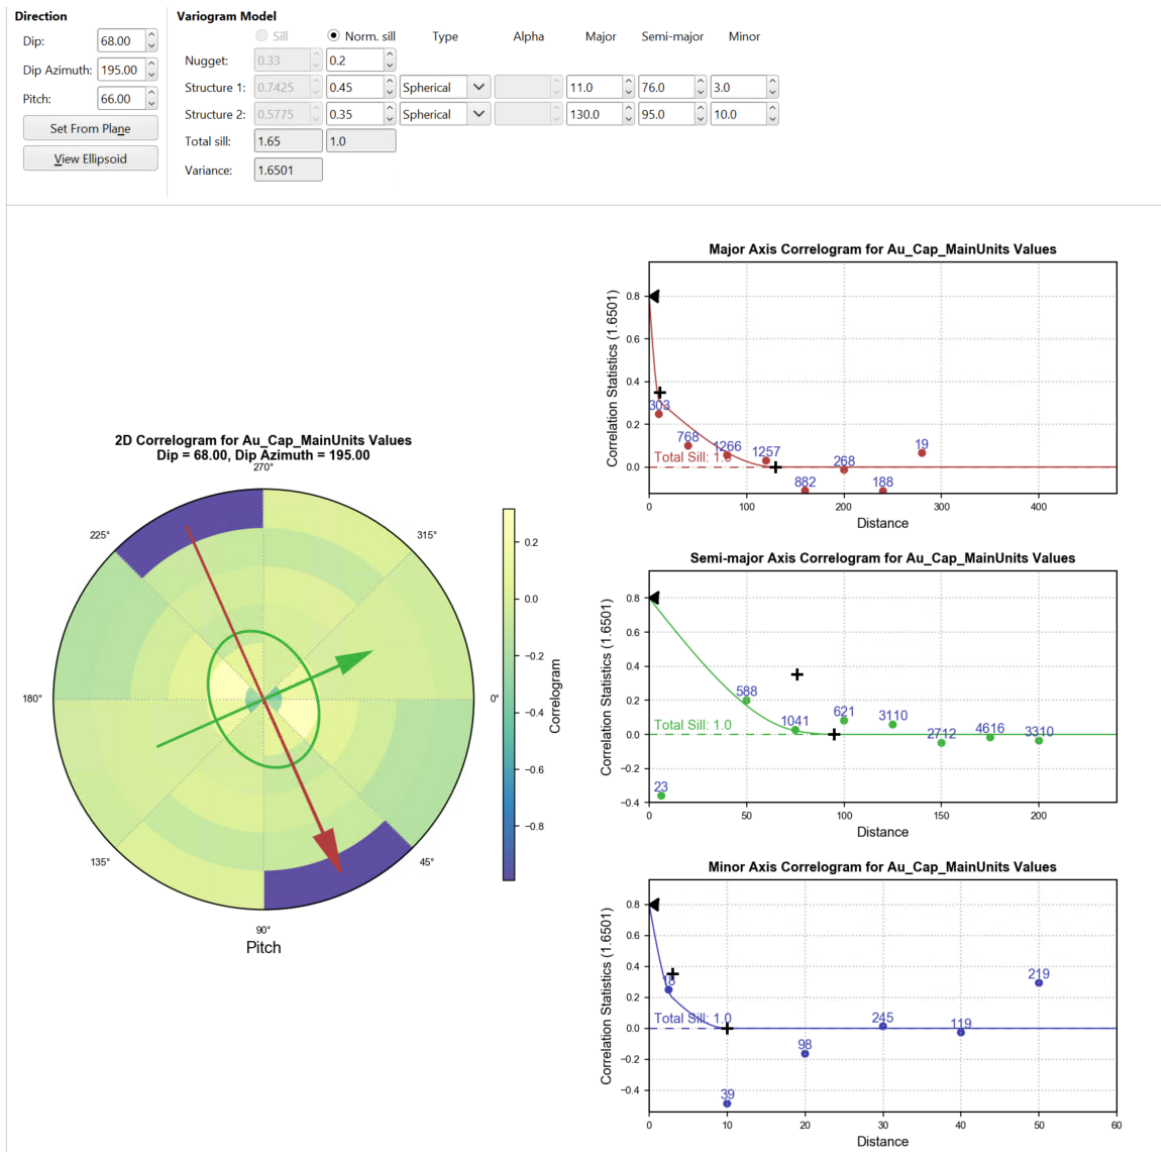 Direction
Dip: 68.00
Dip Azimuth: 195.00
Pitch: 66.00
Set From Plane
View Ellipsoid
Variogram Model
Sill Norm. sill Type Alpha Major Semi-major Minor
Nugget: 0.33 0.2
Structure 1: 0.7425 0.45 Spherical 11.0 76.0 3.0
Structure 2: 0.5775 0.35 Spherical 130.0 95.0 10.0
Total sill: 1.65 1.0
Variance: 1.6501
2D Correlogram for Au_Cap_MainUnits Values
Dip = 68.00, Dip Azimuth = 195.00
270°
225° 315°
180° 0°
135° 45°
90°
Pitch
0.2
0.0
−0.2
−0.4
−0.6
−0.8
Correlogram
Major Axis Correlogram for Au_Cap_MainUnits Values
Correlation Statistics (1.6501)
0.8
0.6
0.4
0.2
0.0
303
768
1266
1257
882
268
188
19
Total Sill: 1.0
0 100 200 300 400
Distance
Semi-major Axis Correlogram for Au_Cap_MainUnits Values
Correlation Statistics (1.6501)
0.8
0.6
0.4
0.2
0.0
−0.2
−0.4
23
588
1041
621
3110
2712
4616
3310
Total Sill: 1.0
0 50 100 150 200
Distance
Minor Axis Correlogram for Au_Cap_MainUnits Values
Correlation Statistics (1.6501)
0.8
0.6
0.4
0.2
0.0
−0.2
−0.4
18
39
98
245
119
219
Total Sill: 1.0
0 10 20 30 40 50 60
Distance